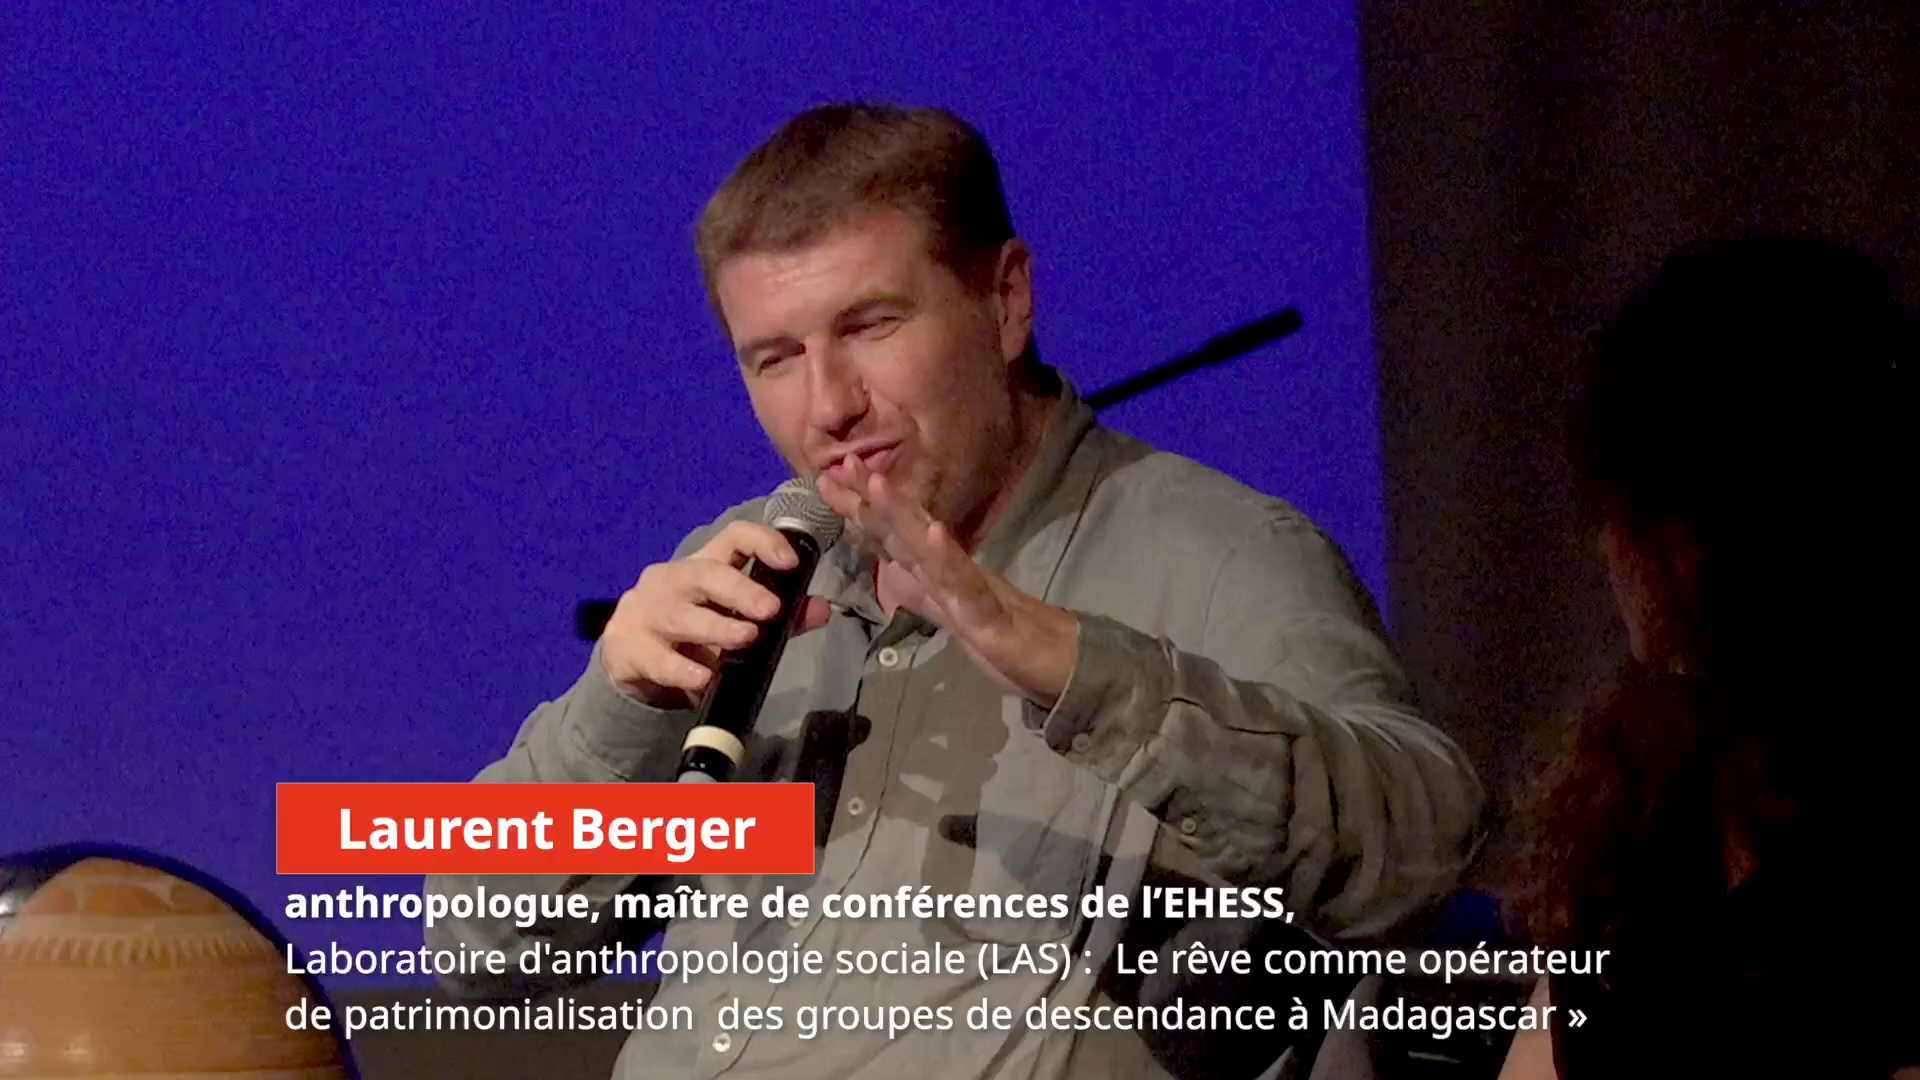 Laurent Berger
anthropologue, maître de conférences de l’EHESS,
Laboratoire d'anthropologie sociale (LAS) :  Le rêve comme opérateur
de patrimonialisation  des groupes de descendance à Madagascar »